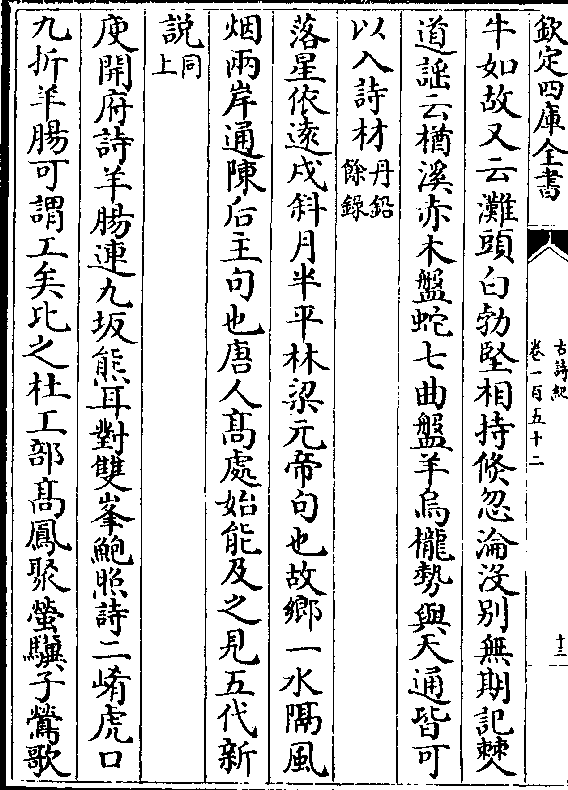 欽定四庫全書
古詩紀
卷一百五十二
十三
牛如故又云灘頭白勃堅相持倏忽淪沒別無期記棘人
道謡云楢溪赤木盤蛇七曲盤羊烏櫳勢與天通皆可
以入詩材丹鉛餘錄
落星依遠戍斜月半平林梁元帝句也故鄉一水隔風
烟兩岸通陳后主句也唐人髙處始能及之見五代新
説同上
庾開府詩羊腸連九坂熊耳對雙峯鮑照詩二崤虎口
九折羊腸可謂工矣比之杜工部髙鳳聚螢驥子鶯歌